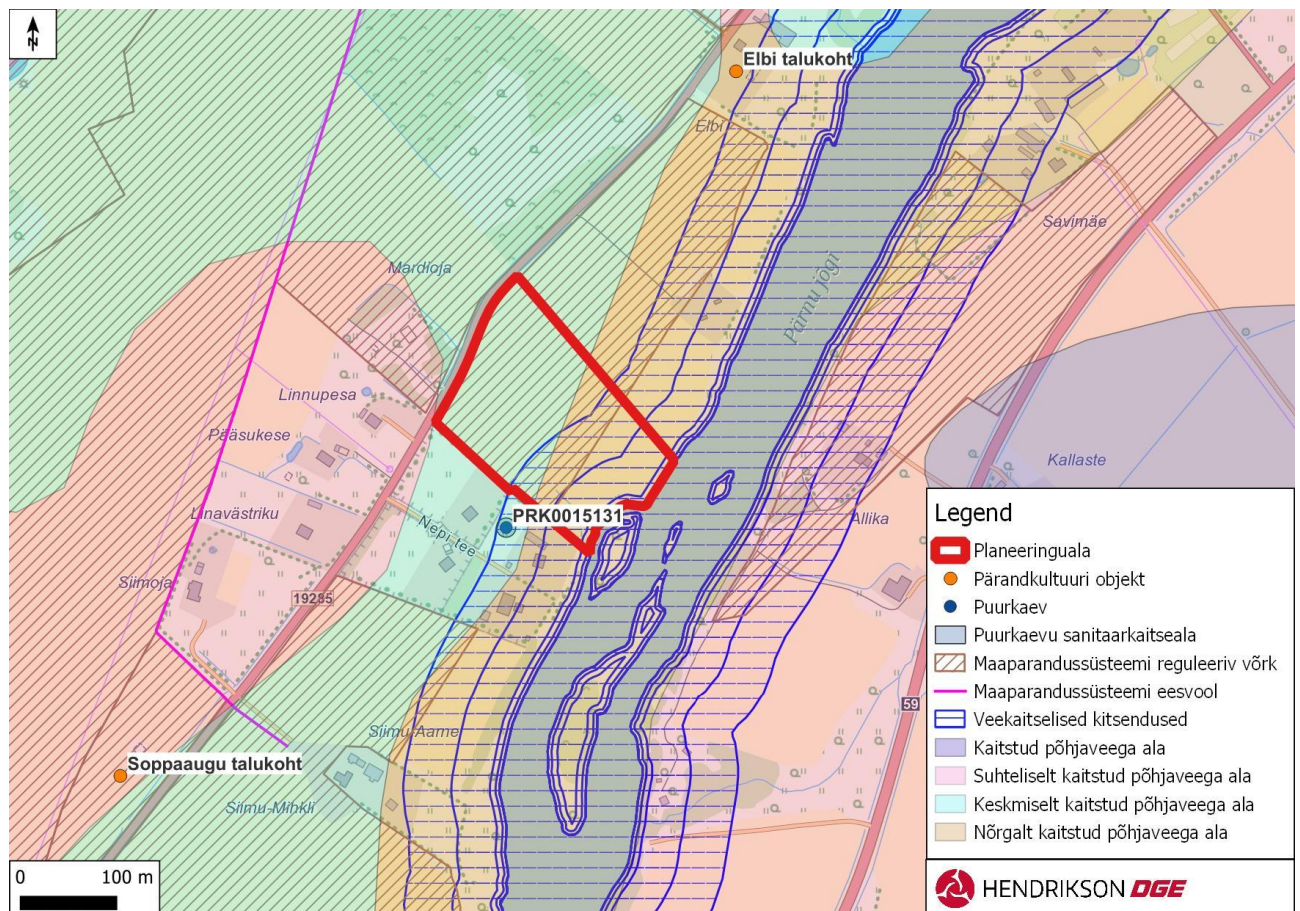 N
Elbi talukoht
Elbi
Mardioja
Savimäe
Pärnu jõgi
Linnupesa
Pääsukese
Kallaste
Linavästriku
PRK0015131
Nepi tee
Allika
Siimoja
19285
59
Siimu-Aarne
Soppaaugu talukoht
Siilmu-Mihkli
0 100 m
Legend
Planeeringuala
Pärandkultuuri objekt
Puurkaev
Puurkaevu sanitaarkaitseala
Maaparandussüsteemi reguleeriv võrk
Maaparandussüsteemi eesvool
Veekaitselised kitsendused
Kaitstud põhjaveega ala
Suhteliselt kaitstud põhjaveega ala
Keskmiselt kaitstud põhjaveega ala
Nõrgalt kaitstud põhjaveega ala
HENDRIKSON DGE